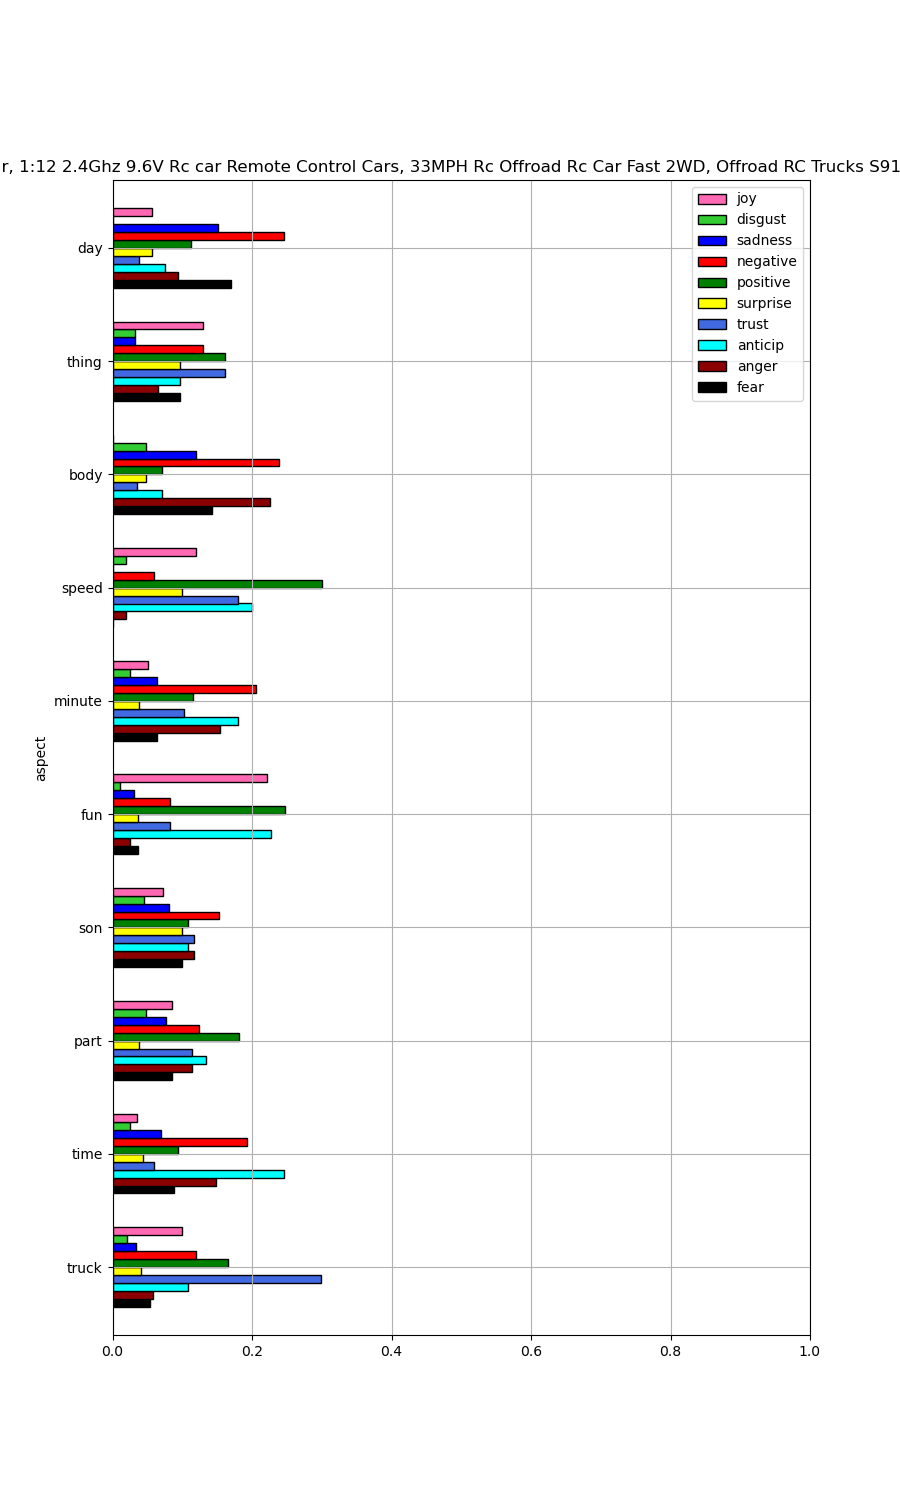 r, 1:12 2.4Ghz 9.6V Rc car Remote Control Cars, 33MPH Rc Offroad Rc Car Fast 2WD, Offroad RC Trucks S91
joy
disgust
sadness
negative
positive
surprise
trust
anticip
anger
fear
day
thing
body
speed
minute
fun
son
part
time
truck
aspect
0.0 0.2 0.4 0.6 0.8 1.0